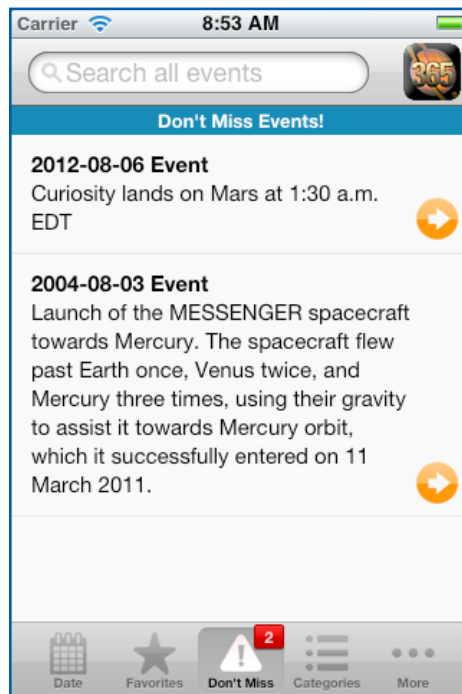 Carrier 8:53 AM
Search all events 365
Don't Miss Events!
2012-08-06 Event
Curiosity lands on Mars at 1:30 a.m.
EDT
2004-08-03 Event
Launch of the MESSENGER spacecraft
towards Mercury. The spacecraft flew
past Earth once, Venus twice, and
Mercury three times, using their gravity
to assist it towards Mercury orbit,
which it successfully entered on 11
March 2011.
2
Date Favorites Don't Miss Categories More